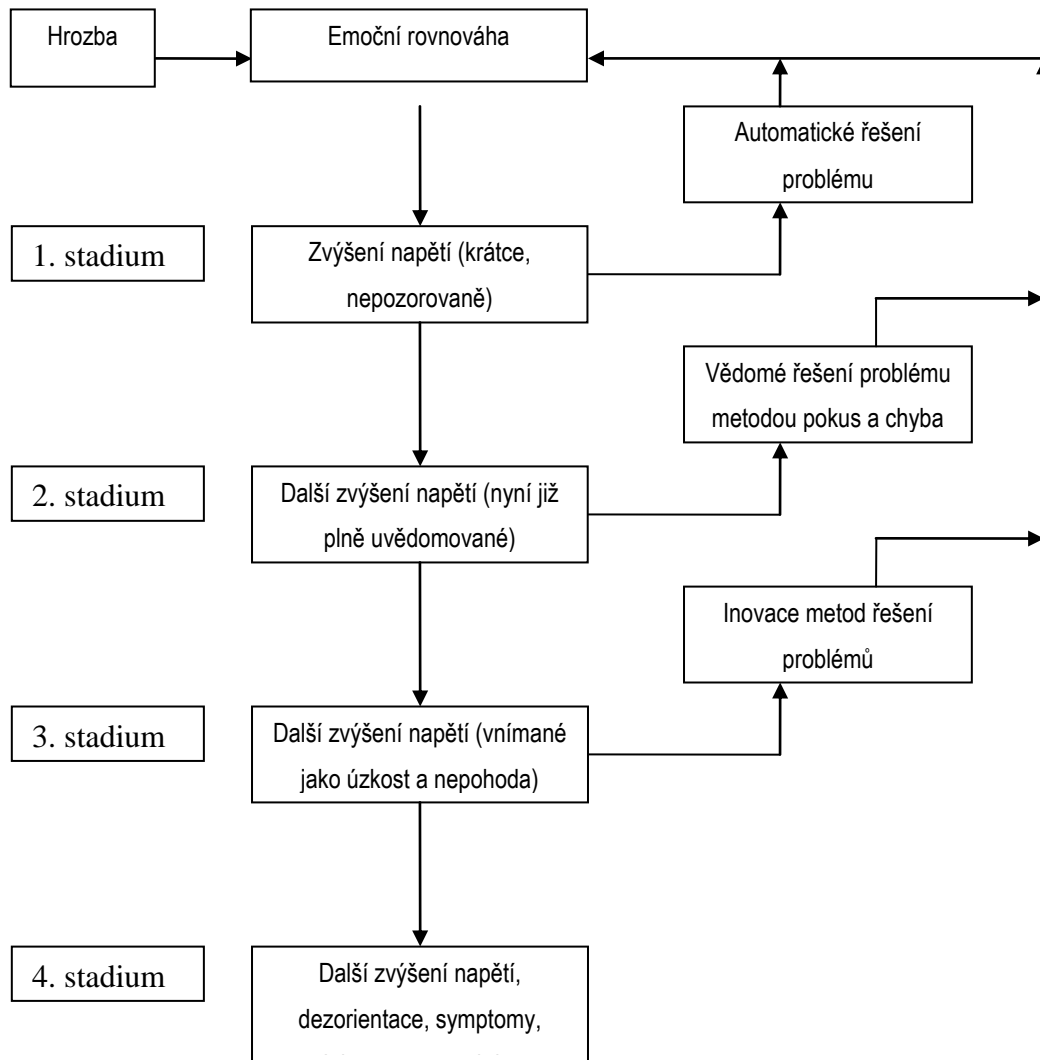 Hrozba
Emoční rovnováha
Automatické řešení
problému
1. stadium
Zvýšení napětí (krátce,
nepozorovaně)
Vědomé řešení problému
metodou pokus a chyba
2. stadium
Další zvýšení napětí (nyní již
plně uvědomované)
Inovace metod řešení
problémů
3. stadium
Další zvýšení napětí (vnímané
jako úzkost a nepohoda)
4. stadium
Další zvýšení napětí,
dezorientace, symptomy,